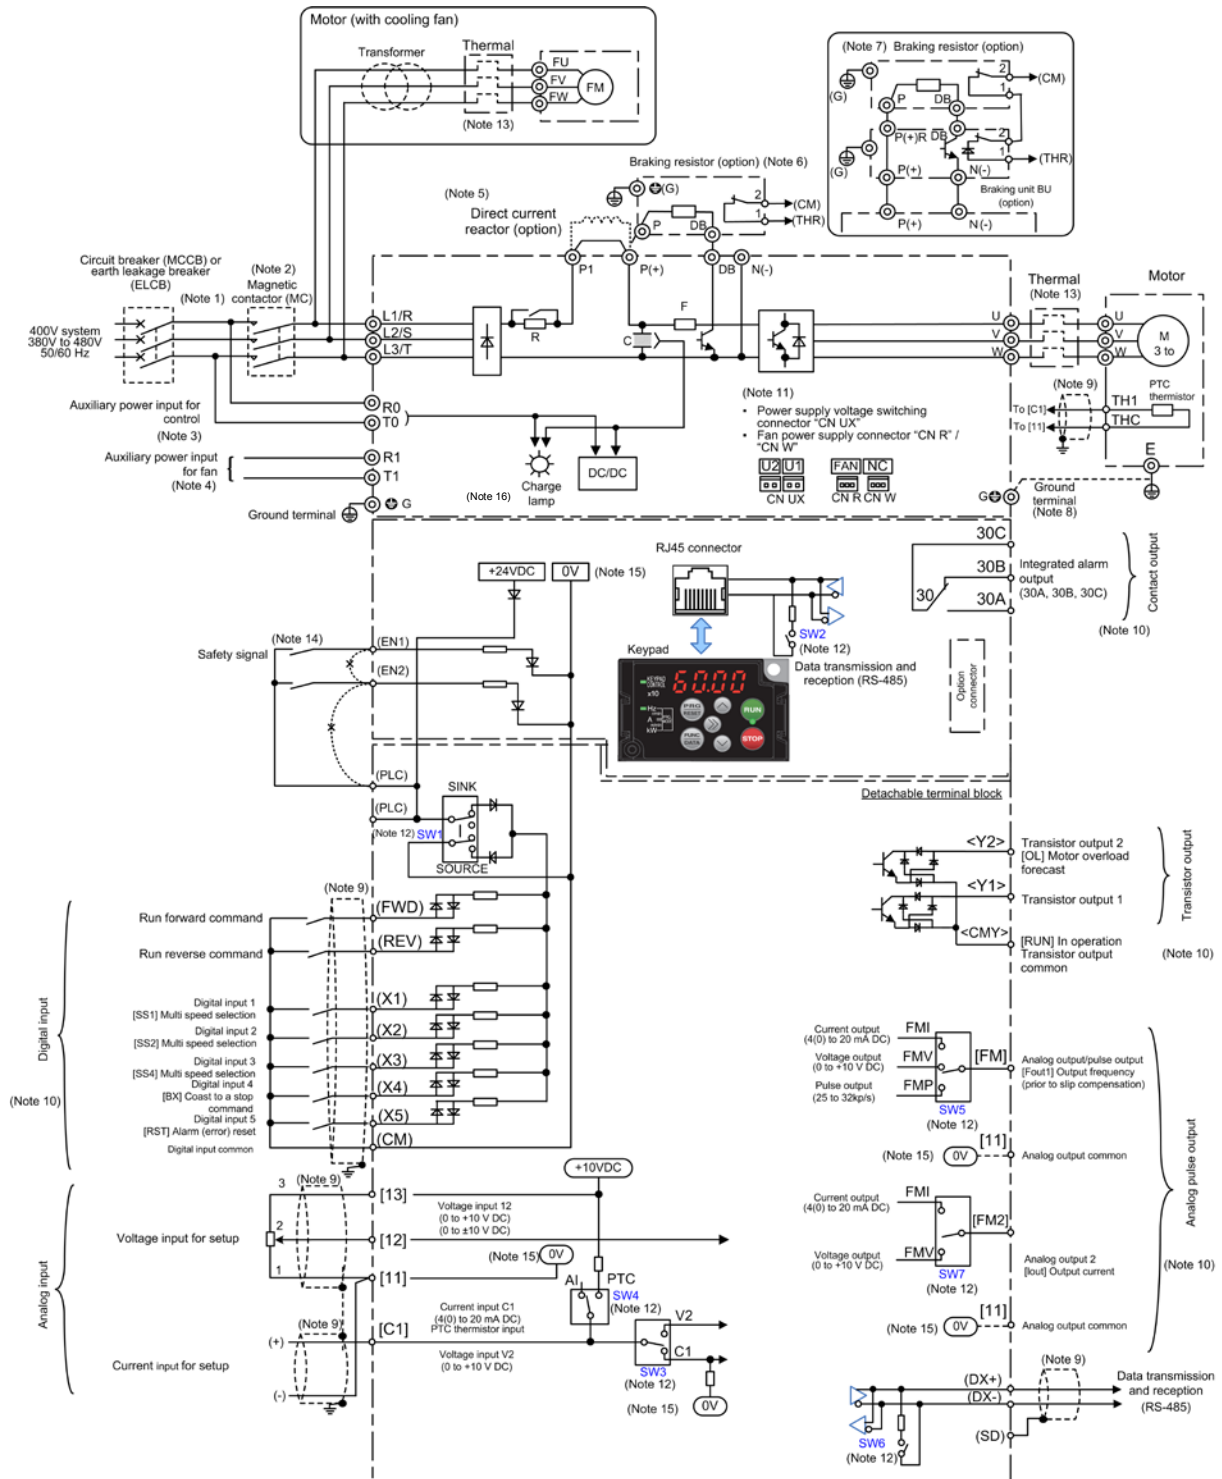 Motor (with cooling fan)
Transformer
Thermal
FU
FV
FW
FM
(Note 13)
(Note 7) Braking resistor (option)
2
(CM)
1
(G)
P
DB
P(+)R
DB
2
1
(THR)
(G)
P(+)
N(-)
Braking unit BU
(option)
P(+)
N(-)
Braking resistor (option) (Note 6)
(G)
2
(CM)
1
(THR)
P
DB
(Note 5)
Direct current
reactor (option)
P1
P(+)
DB
N(-)
Circuit breaker (MCCB) or
earth leakage breaker
(ELCB)
(Note 1)
(Note 2)
Magnetic
contactor (MC)
400V system
380V to 480V
50/60 Hz
L1/R
L2/S
L3/T
R
C
F
U
V
W
Thermal
(Note 13)
Motor
U
V
W
M
3 to
Auxiliary power input for
control
(Note 3)
R0
T0
Auxiliary power input
for fan
(Note 4)
R1
T1
Ground terminal
G
(Note 16)
Charge
lamp
DC/DC
(Note 11)
• Power supply voltage switching
connector “CN UX”
• Fan power supply connector “CN R” /
“CN W”
U2 U1
CN UX
FAN NC
CN R CN W
(Note 9)
To [C1]
To [11]
PTC
thermistor
TH1
THC
E
G
Ground
terminal
(Note 8)
+24VDC
0V
(Note 15)
RJ45 connector
SW2
(Note 12)
Data transmission and
reception (RS-485)
Keypad
60.00
KEYPAD
CONTROL
x10
Hz
A
kW
PRG
RESET
RUN
FUNC
DATA
STOP
30C
30B
30A
30
Integrated alarm
output
(30A, 30B, 30C)
Contact output
(Note 10)
Option
connector
Safety signal
(Note 14)
(EN1)
(EN2)
(PLC)
(PLC)
SINK
(Note 12)
SW1
SOURCE
Detachable terminal block
<Y2>
Transistor output 2
[OL] Motor overload
forecast
<Y1>
Transistor output 1
<CMY>
[RUN] In operation
Transistor output
common
Transistor output
(Note 10)
Digital input
(Note 10)
(Note 9)
Run forward command
(FWD)
Run reverse command
(REV)
Digital input 1
[SS1] Multi speed selection
(X1)
Digital input 2
[SS2] Multi speed selection
(X2)
Digital input 3
[SS4] Multi speed selection
(X3)
Digital input 4
[BX] Coast to a stop
command
(X4)
Digital input 5
[RST] Alarm (error) reset
(X5)
Digital input common
(CM)
Current output
(4(0) to 20 mA DC)
FMI
Voltage output
(0 to +10 V DC)
FMV
Pulse output
(25 to 32kp/s)
FMP
[FM]
SW5
(Note 12)
Analog output/pulse output
[Fout1] Output frequency
(prior to slip compensation)
[11]
(Note 15)
0V
Analog output common
Current output
(4(0) to 20 mA DC)
FMI
[FM2]
Voltage output
(0 to +10 V DC)
FMV
SW7
(Note 12)
Analog output 2
[Iout] Output current
[11]
(Note 15)
0V
Analog output common
Analog pulse output
(Note 10)
Analog input
Voltage input for setup
3
2
1
(Note 9)
[13]
[12]
[11]
Voltage input 12
(0 to +10 V DC)
(0 to ±10 V DC)
+10VDC
(Note 15)
0V
AI
PTC
SW4
(Note 12)
(Note 9)
(+)
(-)
Current input for setup
[C1]
Current input C1
(4(0) to 20 mA DC)
PTC thermistor input
Voltage input V2
(0 to +10 V DC)
V2
C1
SW3
(Note 12)
(Note 15)
0V
(DX+)
(DX-)
(SD)
SW6
(Note 12)
(Note 9)
Data transmission
and reception
(RS-485)